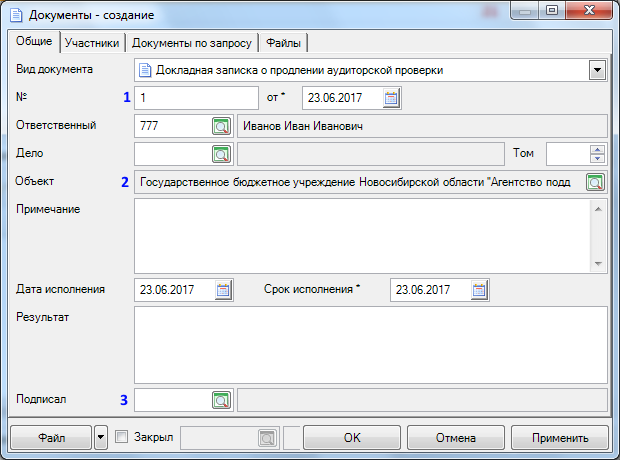 Документы - создание
Общие Участники Документы по запросу Файлы
Вид документа Докладная записка о продлении аудиторской проверки
№ 1 1 от * 23.06.2017
Ответственный 777 Иванов Иван Иванович
Дело Том
Объект 2 Государственное бюджетное учреждение Новосибирской области "Агентство подд
Примечание
Дата исполнения 23.06.2017 Срок исполнения * 23.06.2017
Результат
Подписал 3
Файл Закрыл OK Отмена Применить